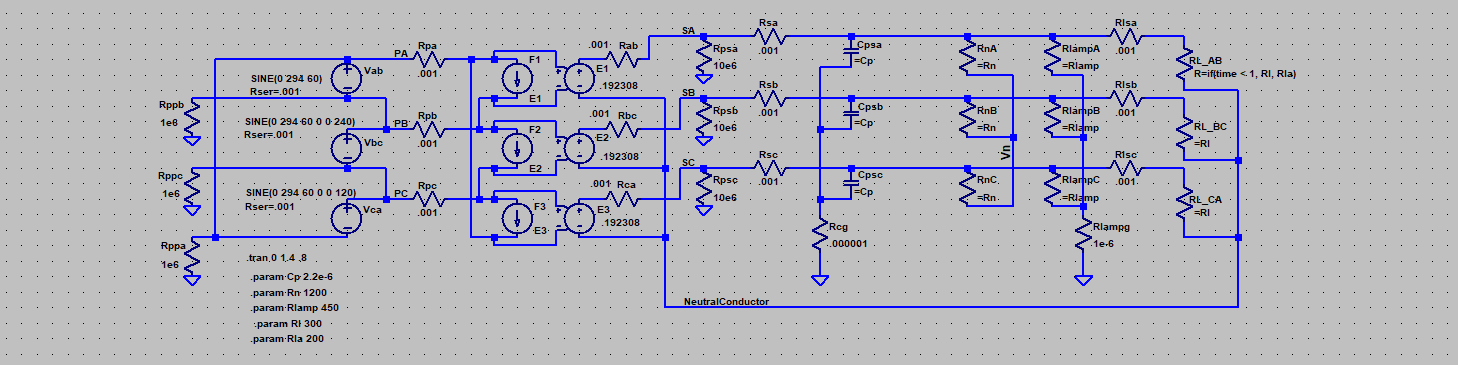 SINE(0 294 60)
Rser=.001
Vab
PA
Rpa
.001
F1
E1
.001
Rab
E1
.192308
SA
Rpsa
10e6
Rsa
.001
Cpsa
=Cp
RnA
=Rn
RlampA
=Rlamp
Rlsa
.001
RL_AB
R=if(time < 1, Rl, Rla)
Rppb
1e6
SINE(0 294 60 0 0 240)
Rser=.001
Vbc
PB
Rpb
.001
F2
E2
.001
Rbc
E2
.192308
SB
Rpsb
10e6
Rsb
.001
Cpsb
=Cp
RnB
=Rn
Vn
RlampB
=Rlamp
Rlsb
.001
RL_BC
=Rl
Rppc
1e6
SINE(0 294 60 0 0 120)
Rser=.001
Vca
PC
Rpc
.001
F3
E3
.001
Rca
E3
.192308
SC
Rpsc
10e6
Rsc
.001
Cpsc
=Cp
RnC
=Rn
RlampC
=Rlamp
Rlsc
.001
RL_CA
=Rl
Rppa
1e6
Rcg
.000001
Rlampg
1e-6
NeutralConductor
.tran 0 1.4 .8
.param Cp 2.2e-6
.param Rn 1200
.param Rlamp 450
.param Rl 300
.param Rla 200